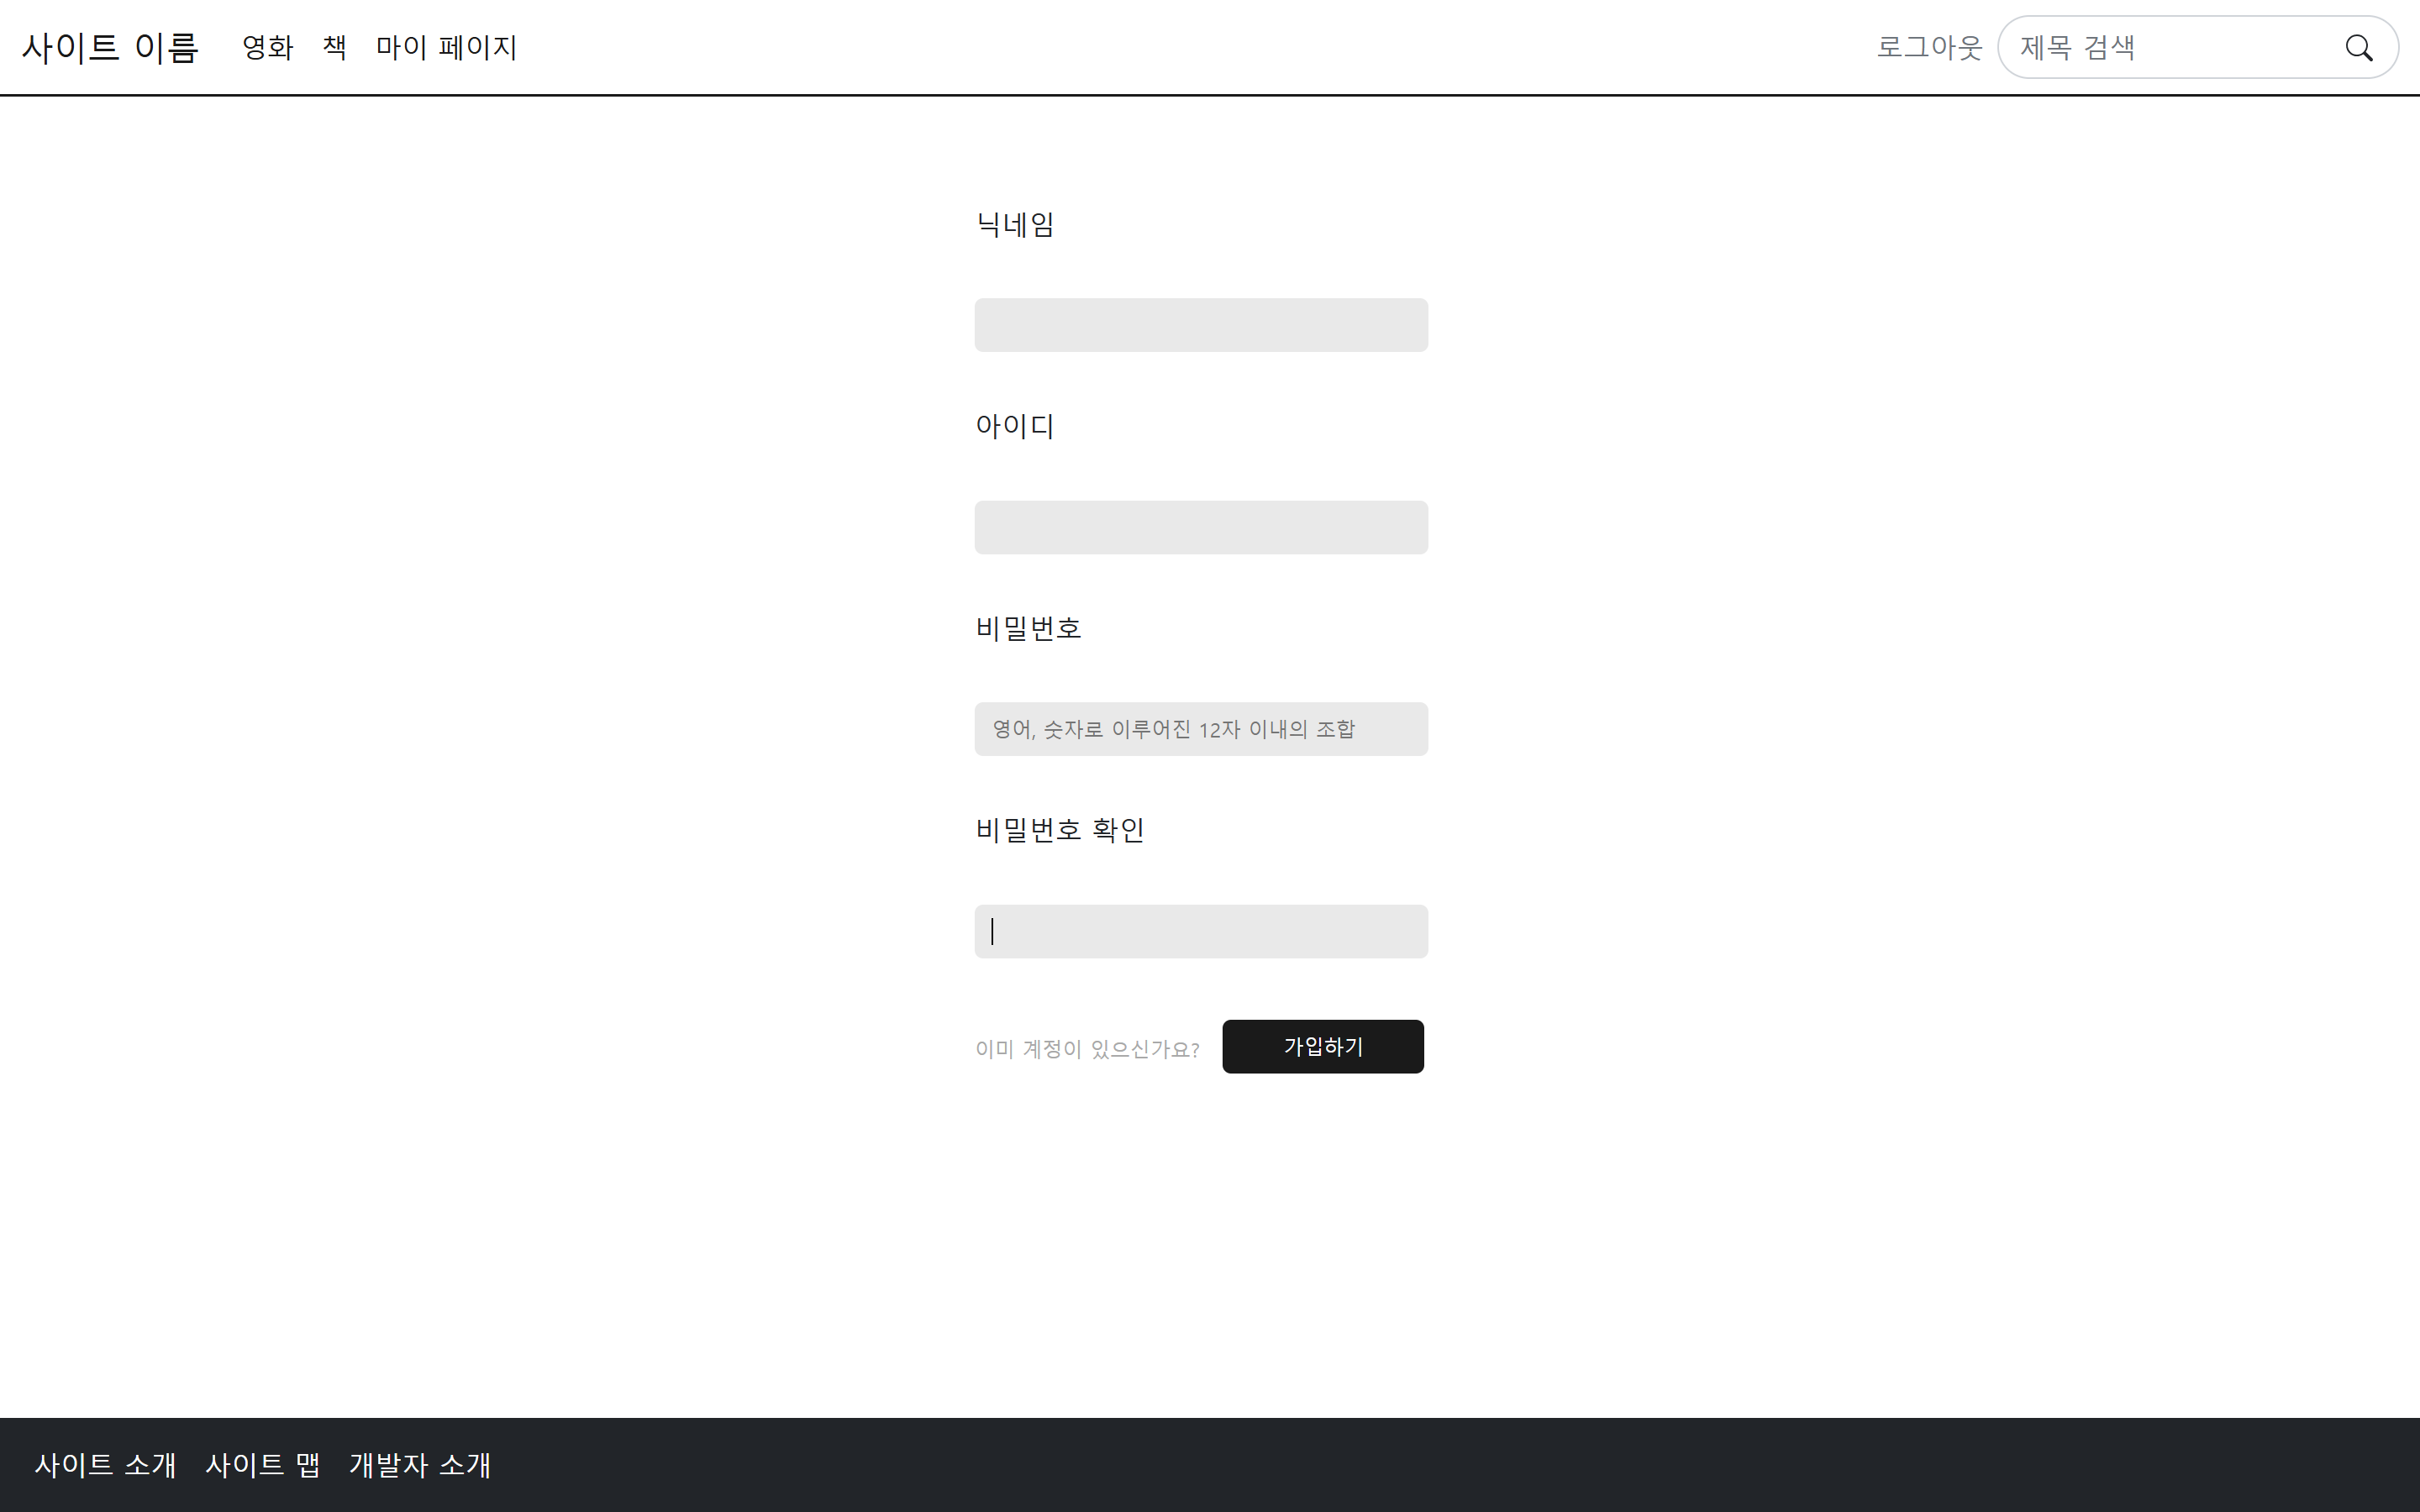 사이트 이름 영화 책 마이 페이지 로그아웃 제목 검색
닉네임
아이디
비밀번호
영어, 숫자로 이루어진 12자 이내의 조합
비밀번호 확인
이미 계정이 있으신가요? 가입하기
사이트 소개 사이트 맵 개발자 소개